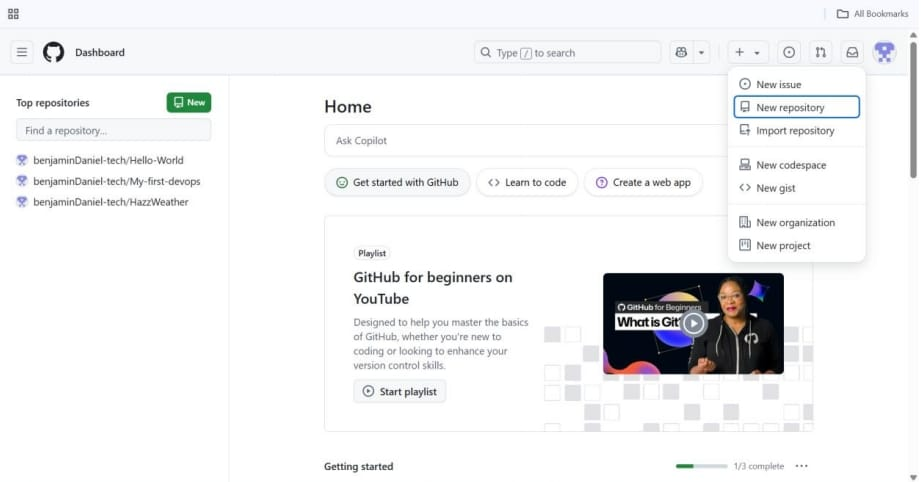 All Bookmarks
Dashboard
Type / to search
Top repositories
New
Find a repository...
benjaminDaniel-tech/Hello-World
benjaminDaniel-tech/My-first-devops
benjaminDaniel-tech/HazzWeather
Home
Ask Copilot
Get started with GitHub
Learn to code
Create a web app
New issue
New repository
Import repository
New codespace
New gist
New organization
New project
Playlist
GitHub for beginners on
YouTube
Designed to help you master the basics
of GitHub, whether you're new to
coding or looking to enhance your
version control skills.
Start playlist
GitHub for Beginners
What is Git
Getting started
1/3 complete